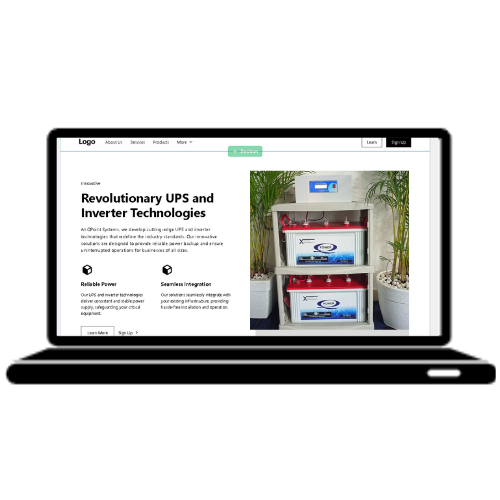 Logo
About Us
Services
Products
More
Learn
Sign Up
Innovative
Revolutionary UPS and
Inverter Technologies
At QPoint Systems, we develop cutting-edge UPS and inverter
technologies that redefine the industry standards. Our innovative
solutions are designed to provide reliable power backup and ensure
uninterrupted operations for businesses of all sizes.
Reliable Power
Our UPS and inverter technologies
deliver consistent and stable power
supply, safeguarding your critical
equipment.
Seamless Integration
Our solutions seamlessly integrate with
your existing infrastructure, providing
hassle-free installation and operation.
Learn More
Sign Up